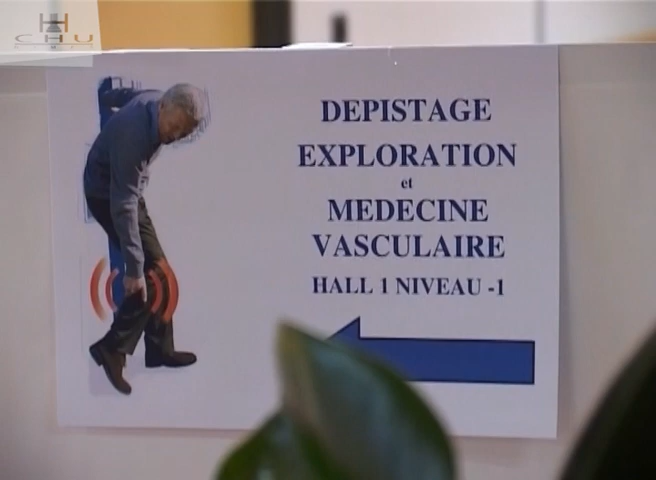 CHU
DEPISTAGE
EXPLORATION
et
MEDECINE
VASCULAIRE
HALL 1 NIVEAU -1